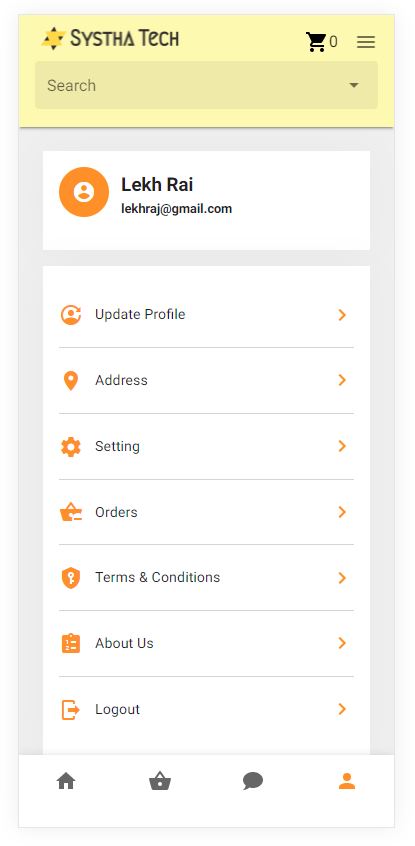 Systha Tech
0
Search
Lekh Rai
lekhraj@gmail.com
Update Profile
Address
Setting
Orders
Terms & Conditions
About Us
Logout